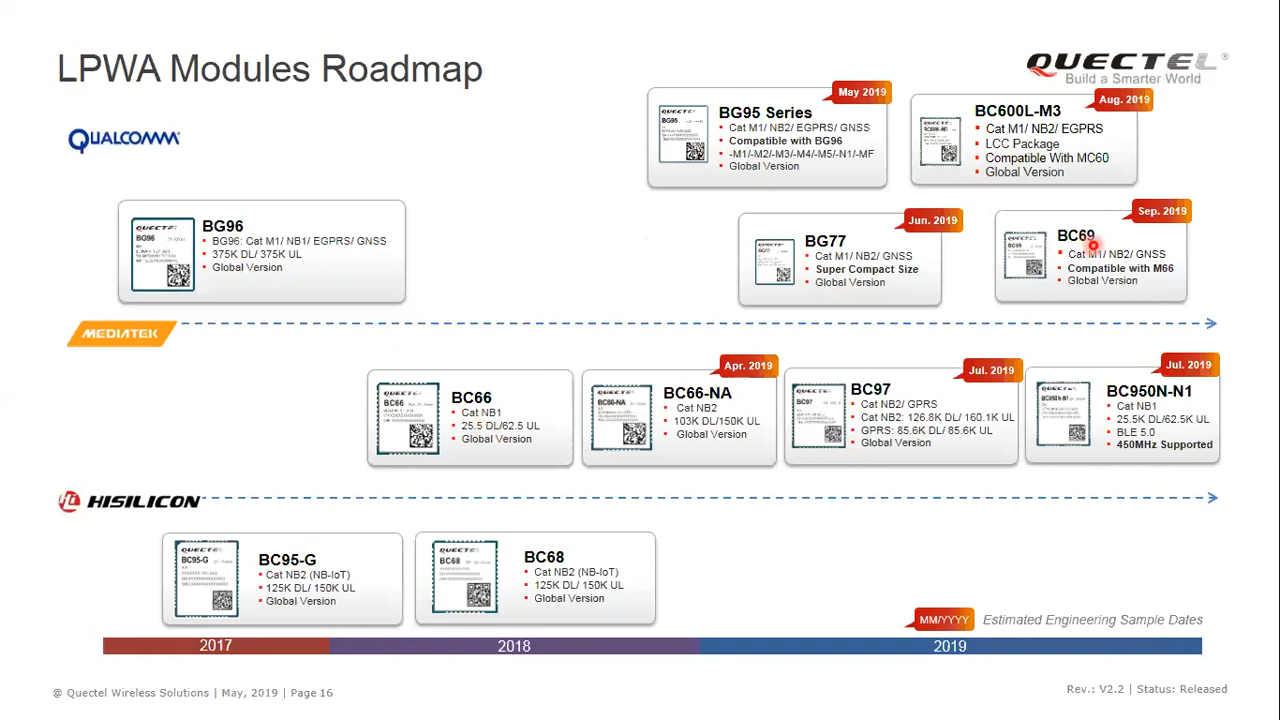 LPWA Modules Roadmap
QUECTEL
Build a Smarter World
QUALCOMM
May 2019
BG95 Series
Cat M1/ NB2/ EGPRS/ GNSS
Compatible with BG96
-M1/-M2/-M3/-M4/-M5/-N1/-MF
Global Version
Aug. 2019
BC600L-M3
Cat M1/ NB2/ EGPRS
LCC Package
Compatible With MC60
Global Version
BG96
BG96: Cat M1/ NB1/ EGPRS/ GNSS
375K DL/ 375K UL
Global Version
Jun. 2019
BG77
Cat M1/ NB2/ GNSS
Super Compact Size
Global Version
Sep. 2019
BC69
Cat M1/ NB2/ GNSS
Compatible with M66
Global Version
MEDIATEK
BC66
Cat NB1
25.5 DL/62.5 UL
Global Version
Apr. 2019
BC66-NA
Cat NB2
103K DL/150K UL
Global Version
Jul. 2019
BC97
Cat NB2/ GPRS
Cat NB2: 126.8K DL/ 160.1K UL
GPRS: 85.6K DL/ 85.6K UL
Global Version
Jul. 2019
BC950N-N1
Cat NB1
25.5K DL/62.5K UL
BLE 5.0
450MHz Supported
HISILICON
BC95-G
Cat NB2 (NB-IoT)
125K DL/ 150K UL
Global Version
BC68
Cat NB2 (NB-IoT)
125K DL/ 150K UL
Global Version
MM/YYYY
Estimated Engineering Sample Dates
2017
2018
2019
@ Quectel Wireless Solutions | May, 2019 | Page 16
Rev.: V2.2 | Status: Released